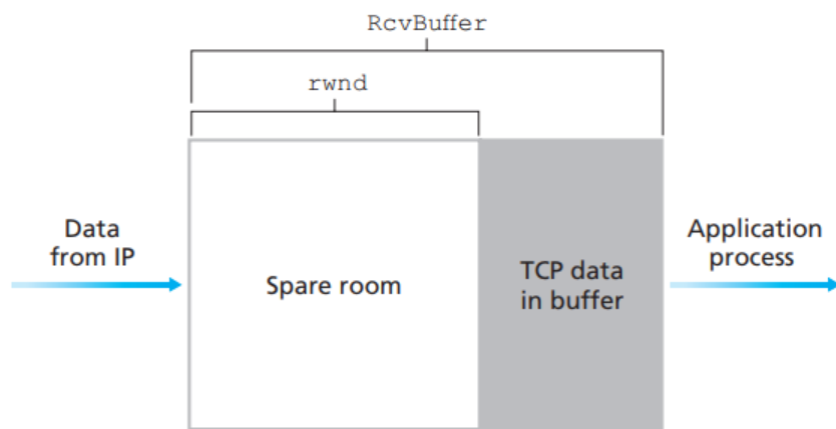 RcvBuffer
rwnd
Data
from IP
Spare room
TCP data
in buffer
Application
process